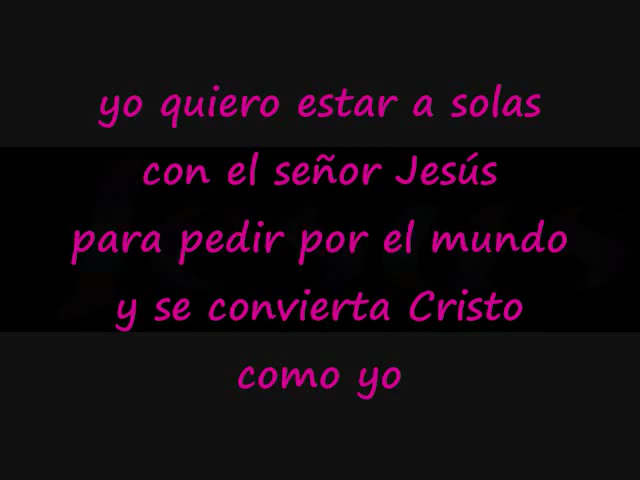 yo quiero estar a solas
con el señor Jesús
para pedir por el mundo
y se convierta Cristo
como yo